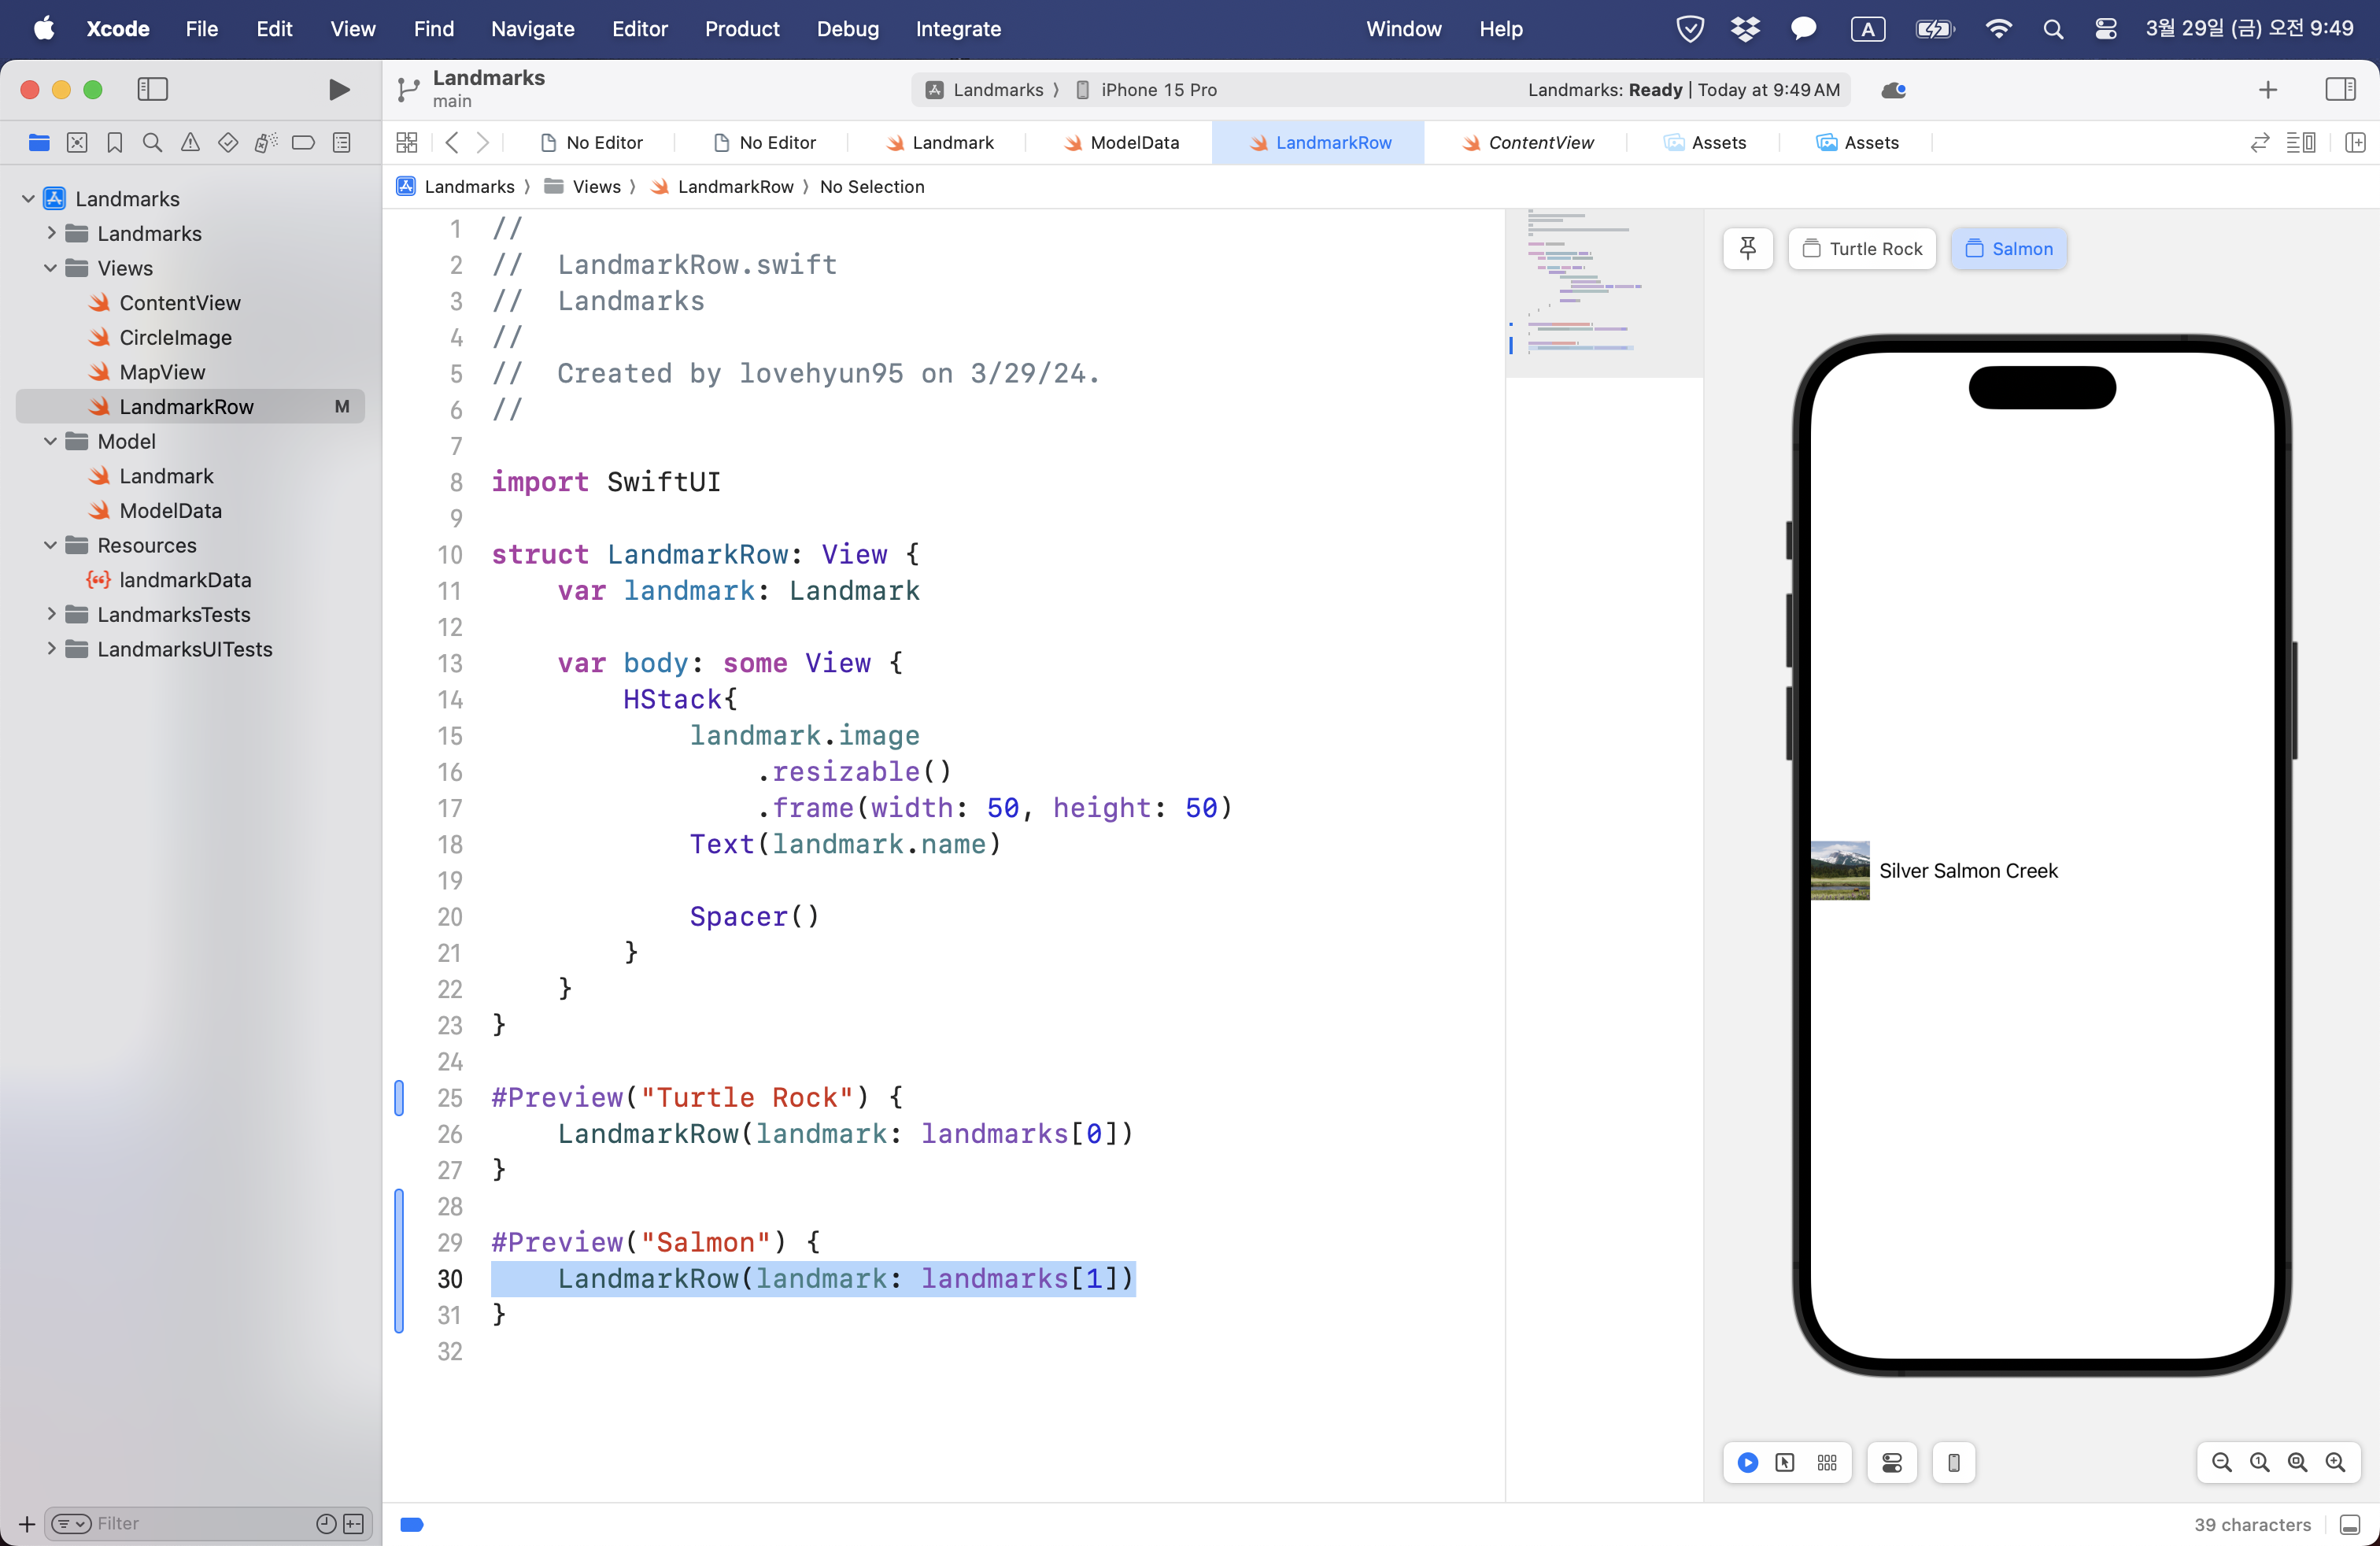 Xcode File Edit View Find Navigate Editor Product Debug Integrate Window Help A 3월 29일 (금) 오전 9:49
Landmarks
main
Landmarks 〉 iPhone 15 Pro
Landmarks: Ready | Today at 9:49 AM
No Editor No Editor Landmark ModelData LandmarkRow ContentView Assets Assets
Landmarks 〉 Views 〉 LandmarkRow 〉 No Selection
Landmarks
Landmarks
Views
ContentView
CircleImage
MapView
LandmarkRow M
Model
Landmark
ModelData
Resources
landmarkData
LandmarksTests
LandmarksUITests
Filter
1 //
2 //  LandmarkRow.swift
3 //  Landmarks
4 //
5 //  Created by lovehyun95 on 3/29/24.
6 //
7
8 import SwiftUI
9
10 struct LandmarkRow: View {
11     var landmark: Landmark
12
13     var body: some View {
14         HStack{
15             landmark.image
16                 .resizable()
17                 .frame(width: 50, height: 50)
18             Text(landmark.name)
19
20             Spacer()
21         }
22     }
23 }
24
25 #Preview("Turtle Rock") {
26     LandmarkRow(landmark: landmarks[0])
27 }
28
29 #Preview("Salmon") {
30     LandmarkRow(landmark: landmarks[1])
31 }
32
Turtle Rock Salmon
Silver Salmon Creek
39 characters